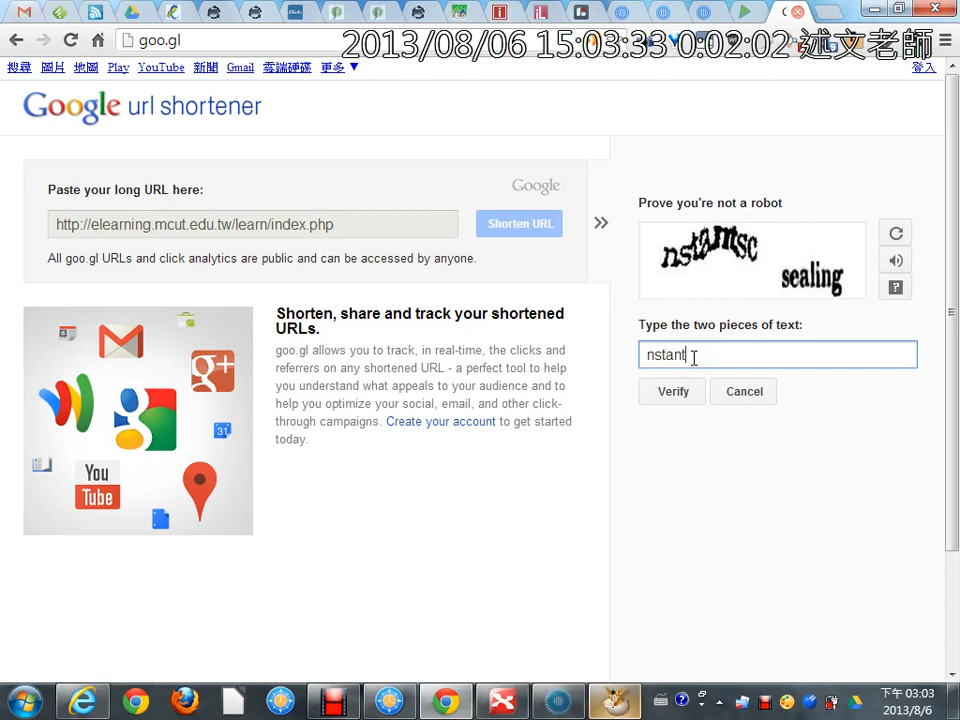 goo.gl
2013/08/06 15:03:33 0:02:02 述文老師
搜尋 圖片 地圖 Play YouTube 新聞 Gmail 雲端硬碟 更多 ▼ 登入
Google url shortener
Paste your long URL here:
Google
http://elearning.mcut.edu.tw/learn/index.php
Shorten URL
All goo.gl URLs and click analytics are public and can be accessed by anyone.
Shorten, share and track your shortened
URLs.
goo.gl allows you to track, in real-time, the clicks and
referrers on any shortened URL - a perfect tool to help
you understand what appeals to your audience and to
help you optimize your social, email, and other click-
through campaigns. Create your account to get started
today.
31
You
Tube
Prove you're not a robot
nstamsc
sealing
Type the two pieces of text:
nstant
Verify Cancel
下午 03:03
2013/8/6